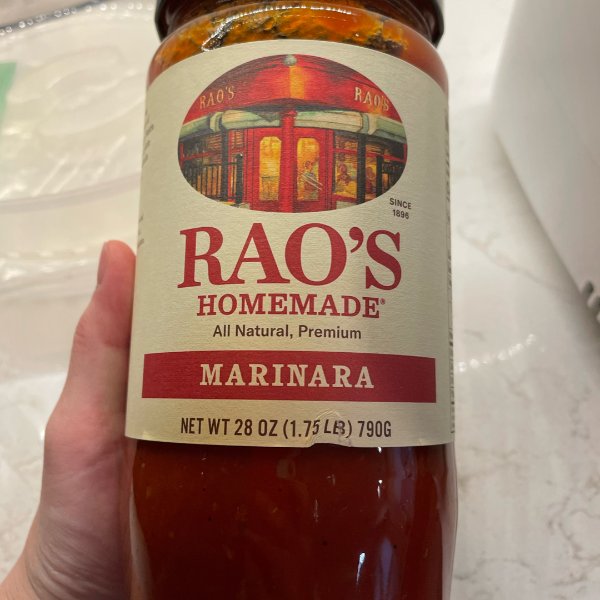 RAO'S RAO'S
SINCE
1896
RAO'S
HOMEMADE®
All Natural, Premium
MARINARA
NET WT 28 OZ (1.75 LB) 790G